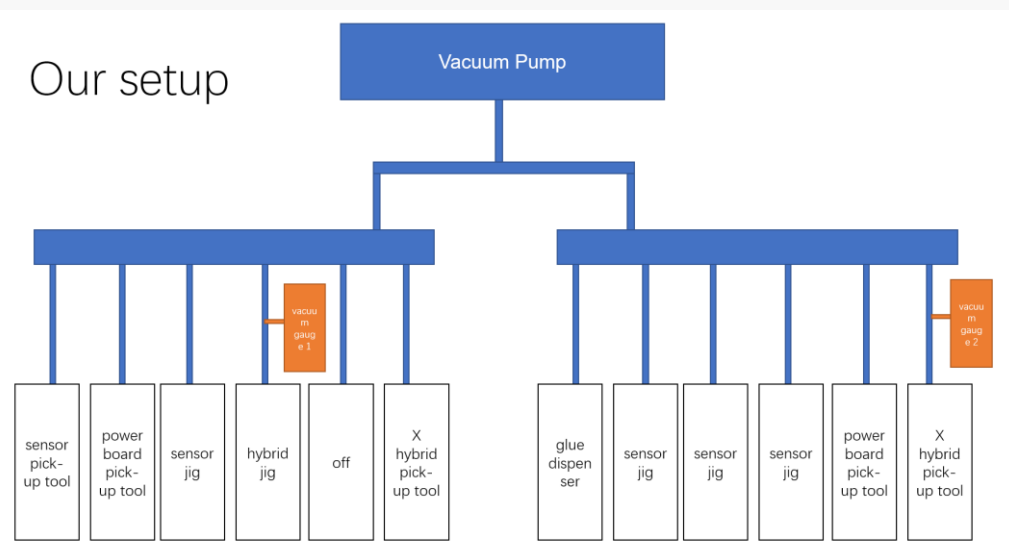 Our setup
Vacuum Pump
vacuu
m
gaug
e 1
vacuu
m
gaug
e 2
sensor
pick-
up tool
power
board
pick-
up tool
sensor
jig
hybrid
jig
off
X
hybrid
pick-
up tool
glue
dispen
ser
sensor
jig
sensor
jig
sensor
jig
power
board
pick-
up tool
X
hybrid
pick-
up tool